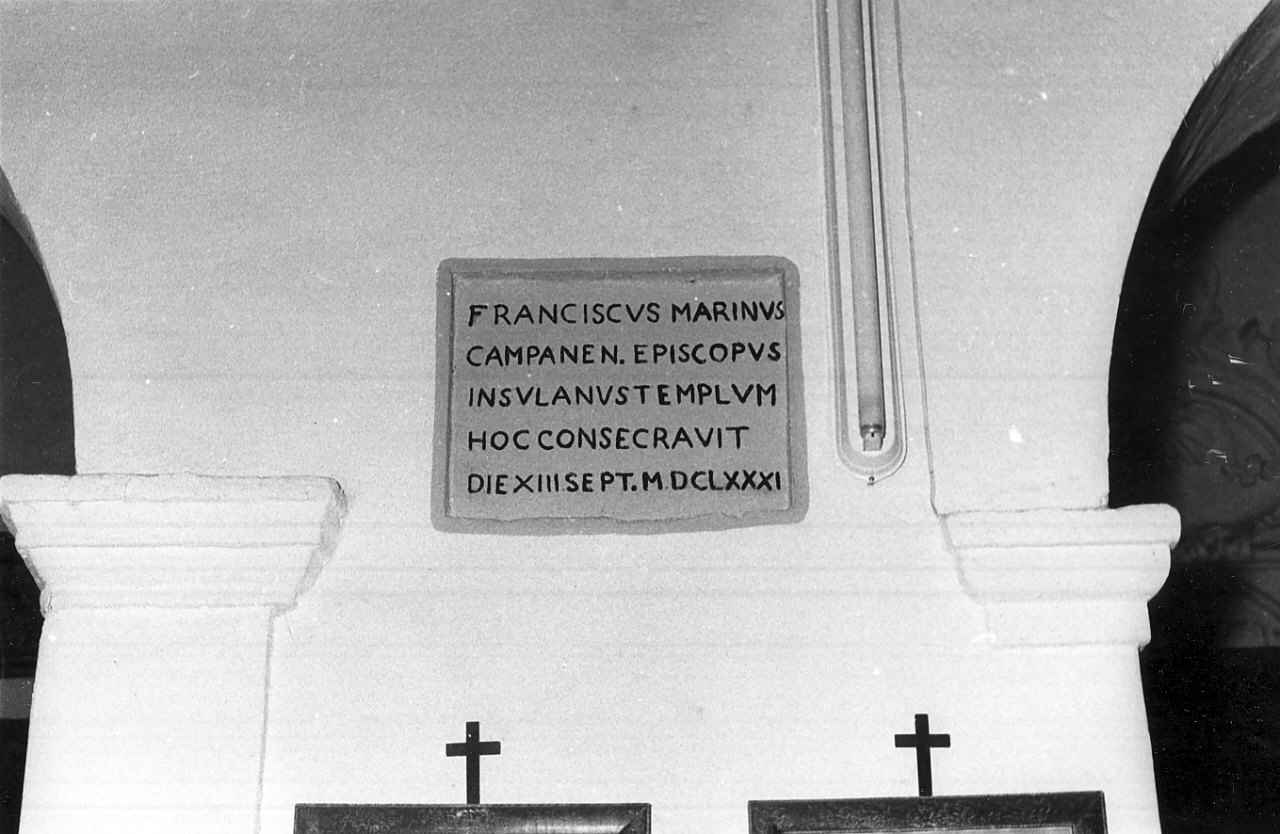 FRANCISCVS MARINVS
CAMPANEN. EPISCOPVS
INSVLANVS TEMPLVM
HOC CONSECRAVIT
DIE XIII SEPT. M DCLXXXI